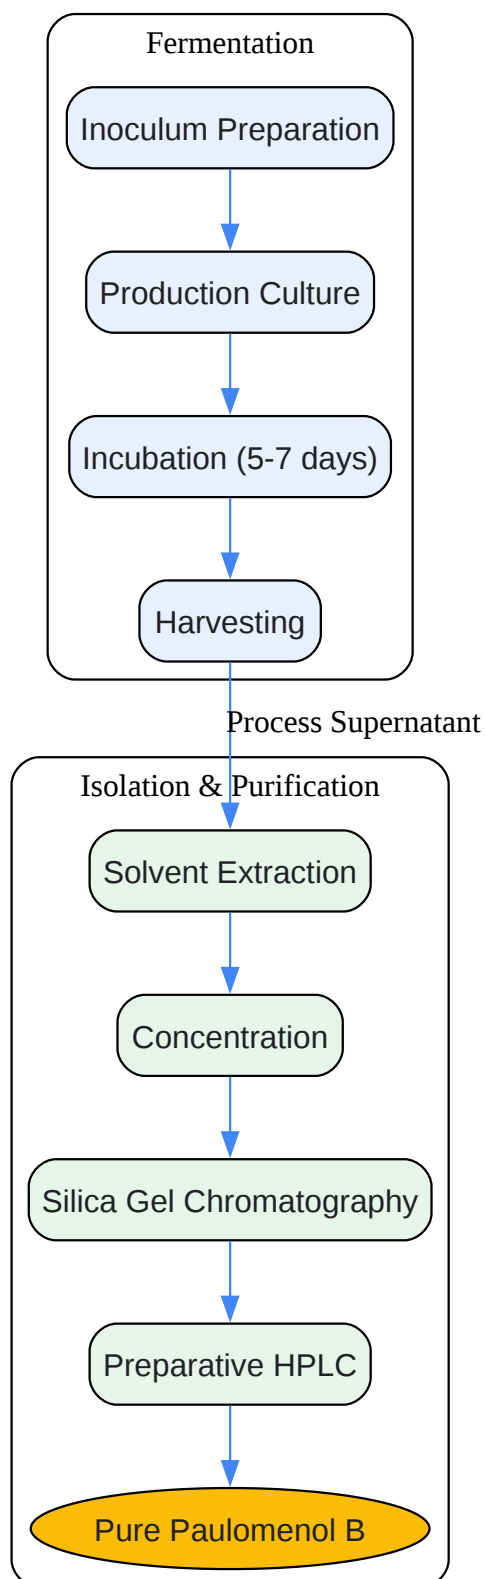 Fermentation
Inoculum Preparation
Production Culture
Incubation (5-7 days)
Harvesting
Process Supernatant
Isolation & Purification
Solvent Extraction
Concentration
Silica Gel Chromatography
Preparative HPLC
Pure Paulomenol B